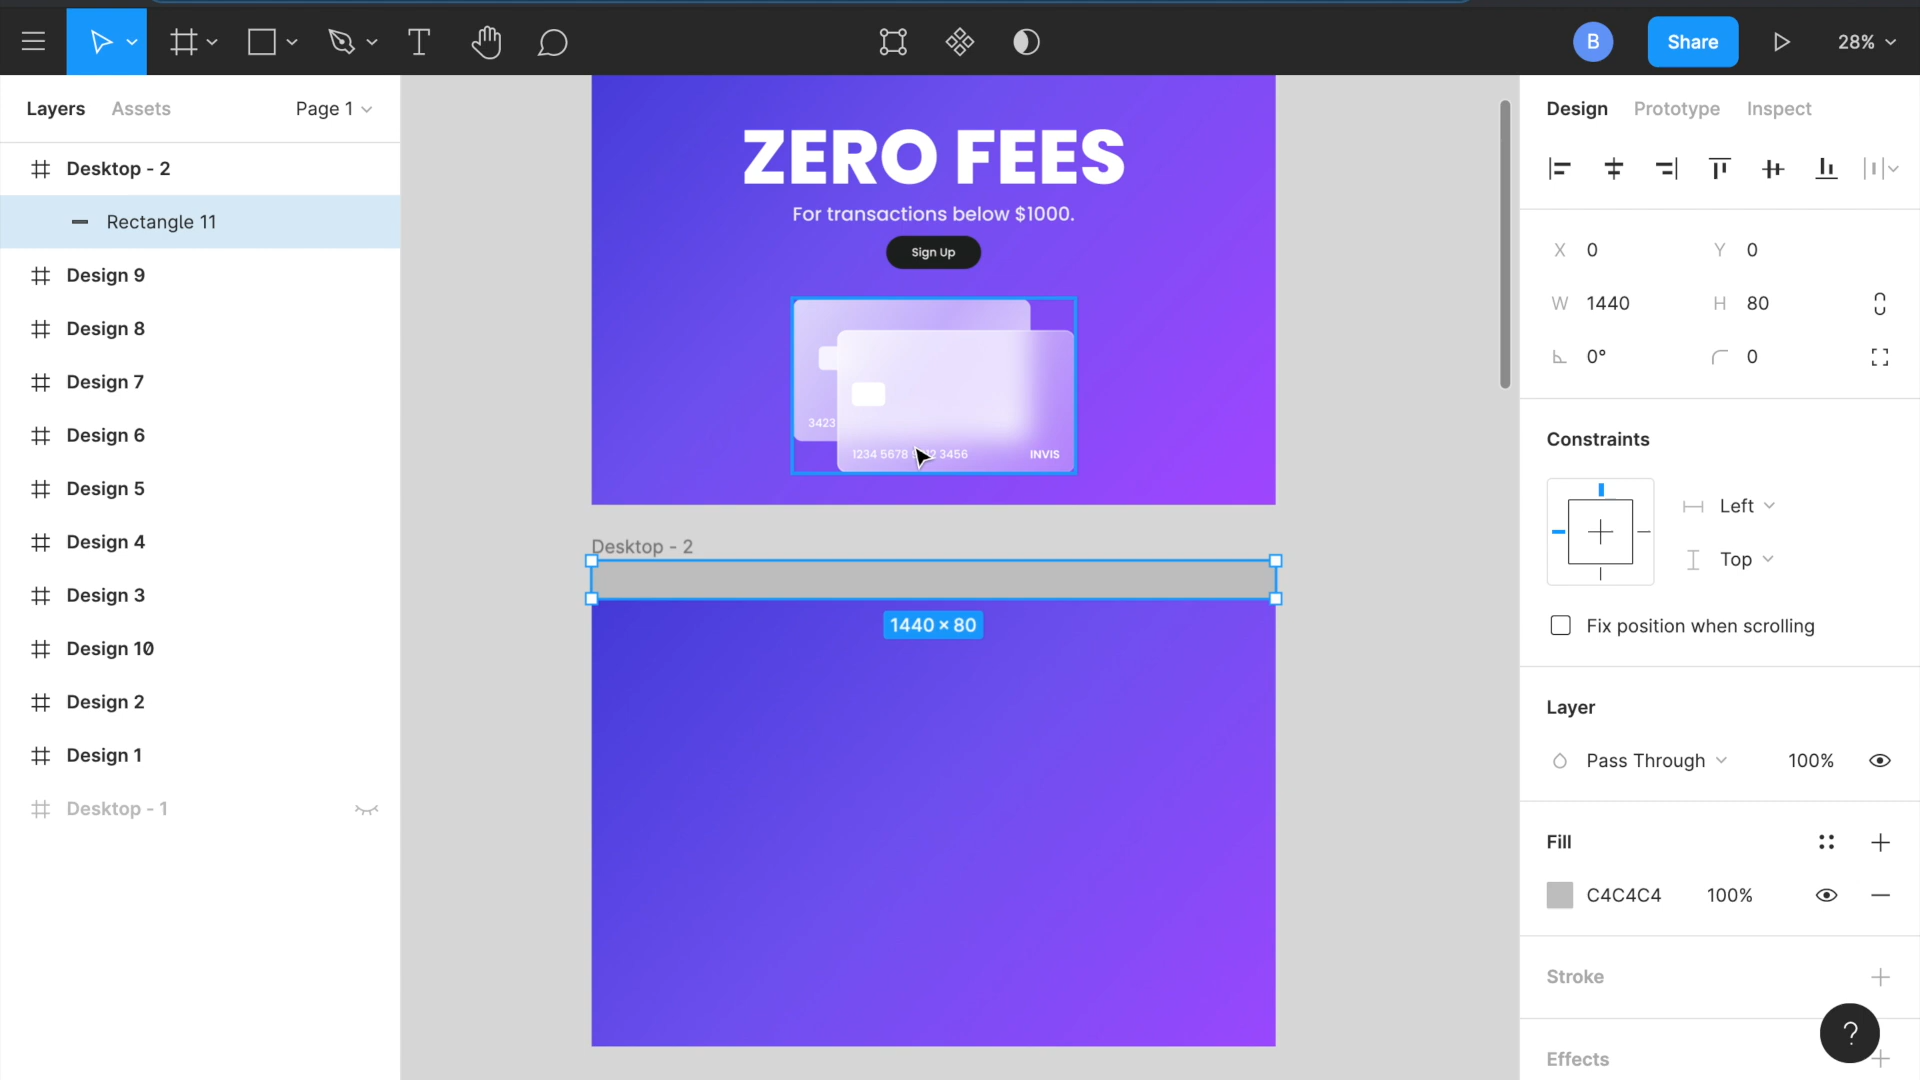 B
Share
28%
Layers
Assets
Page 1
Desktop - 2
Rectangle 11
Design 9
Design 8
Design 7
Design 6
Design 5
Design 4
Design 3
Design 10
Design 2
Design 1
Desktop - 1
ZERO FEES
For transactions below $1000.
Sign Up
3423
1234 5678 3456
INVIS
Desktop - 2
1440 × 80
Design
Prototype
Inspect
X 0
Y 0
W 1440
H 80
0°
0
Constraints
Left
Top
Fix position when scrolling
Layer
Pass Through
100%
Fill
C4C4C4
100%
Stroke
Effects
?